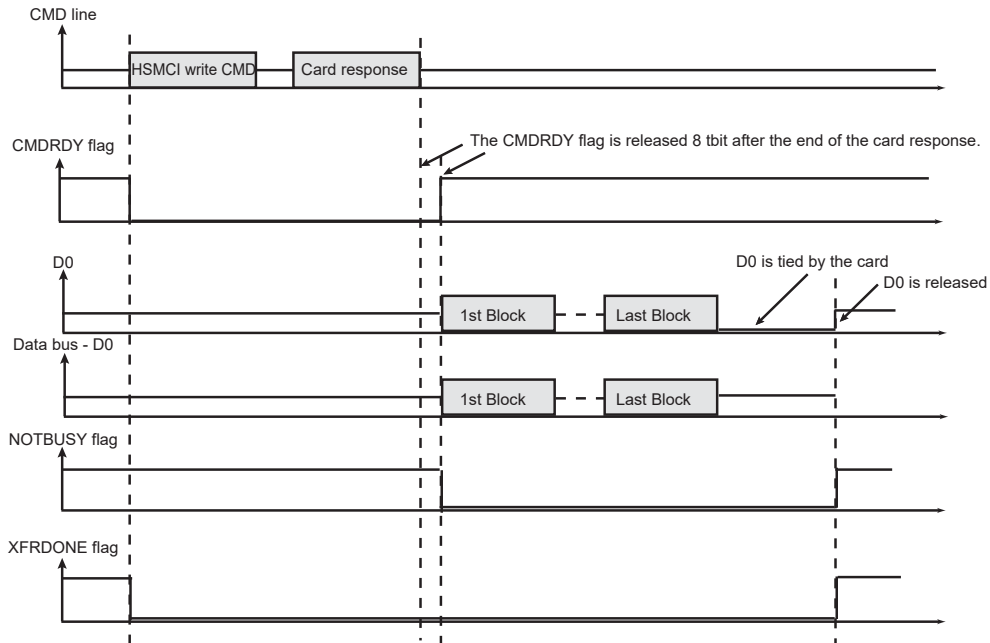 CMD line
HSMCI write CMD
Card response
CMDRDY flag
The CMDRDY flag is released 8 tbit after the end of the card response.
D0
D0 is tied by the card
D0 is released
1st Block
Last Block
Data bus - D0
1st Block
Last Block
NOTBUSY flag
XFRDONE flag